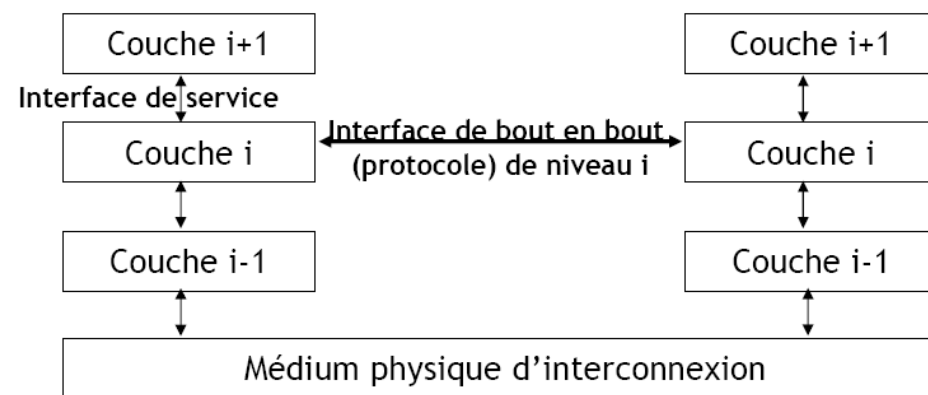 Couche i+1
Couche i+1
Interface de service
Interface de bout en bout
(protocole) de niveau i
Couche i
Couche i
Couche i-1
Couche i-1
Médium physique d'interconnexion